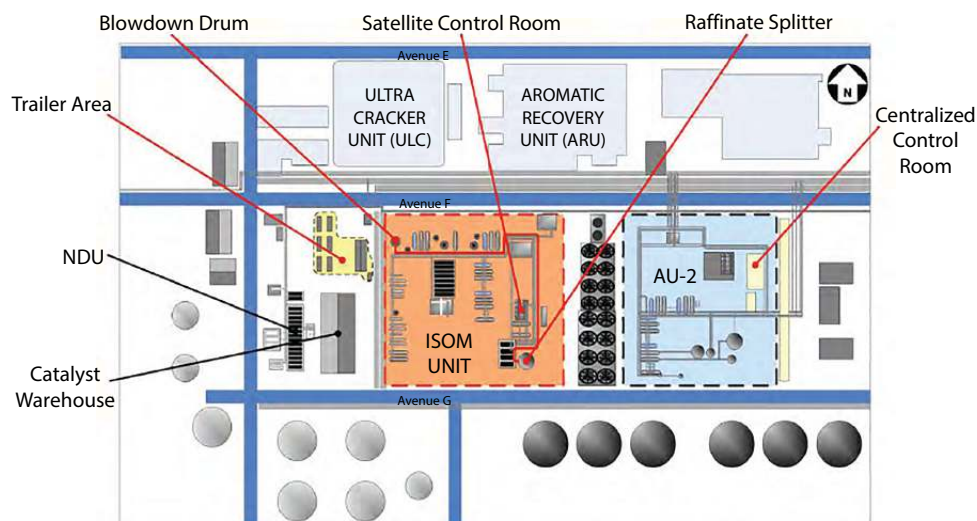 Blowdown Drum
Satellite Control Room
Raffinate Splitter
Avenue E
Trailer Area
ULTRA
CRACKER
UNIT (ULC)
AROMATIC
RECOVERY
UNIT (ARU)
N
Centralized
Control
Room
Avenue F
NDU
AU-2
ISOM
UNIT
Catalyst
Warehouse
Avenue G